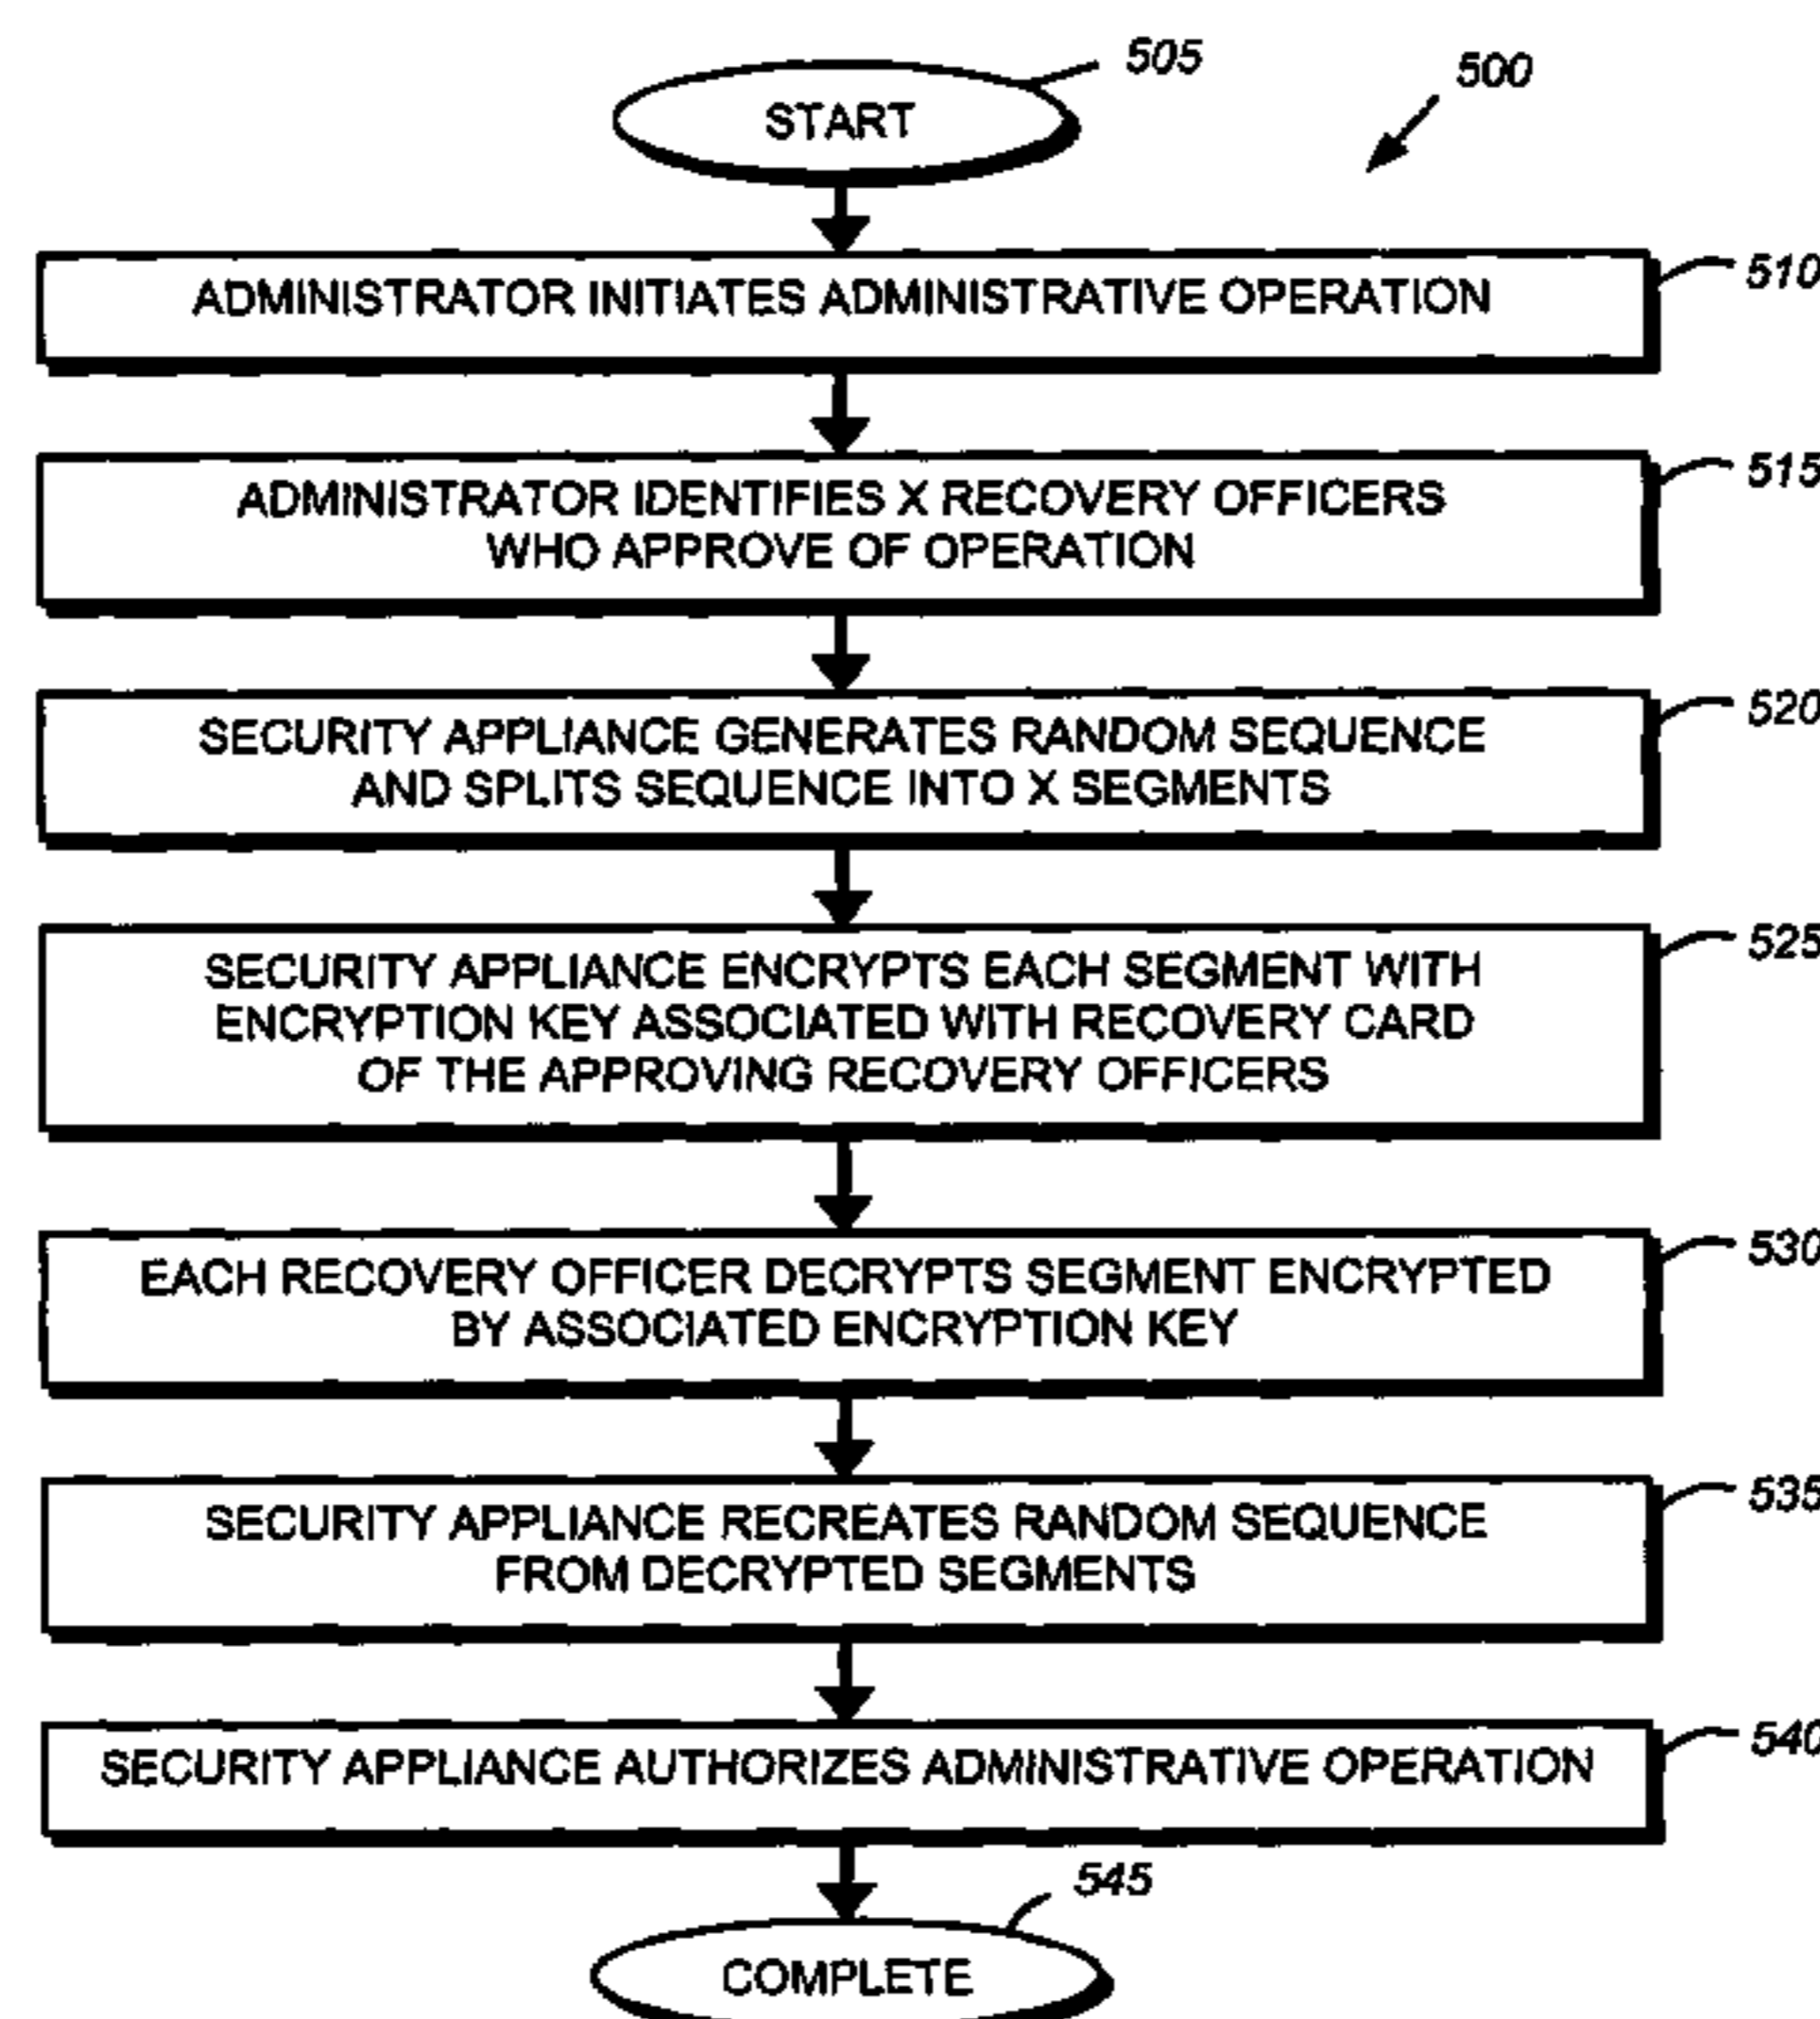 505
500
START
510
ADMINISTRATOR INITIATES ADMINISTRATIVE OPERATION
515
ADMINISTRATOR IDENTIFIES X RECOVERY OFFICERS
WHO APPROVE OF OPERATION
520
SECURITY APPLIANCE GENERATES RANDOM SEQUENCE
AND SPLITS SEQUENCE INTO X SEGMENTS
525
SECURITY APPLIANCE ENCRYPTS EACH SEGMENT WITH
ENCRYPTION KEY ASSOCIATED WITH RECOVERY CARD
OF THE APPROVING RECOVERY OFFICERS
530
EACH RECOVERY OFFICER DECRYPTS SEGMENT ENCRYPTED
BY ASSOCIATED ENCRYPTION KEY
535
SECURITY APPLIANCE RECREATES RANDOM SEQUENCE
FROM DECRYPTED SEGMENTS
540
SECURITY APPLIANCE AUTHORIZES ADMINISTRATIVE OPERATION
545
COMPLETE